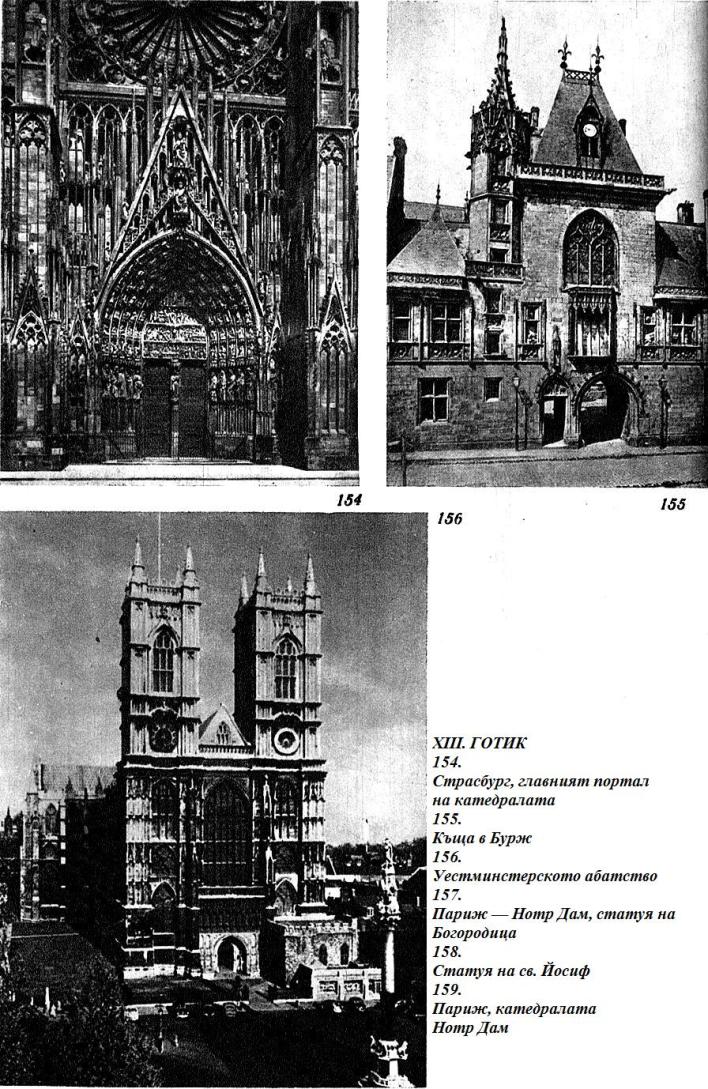 154
155
156
XIII. ГОТИК
154.
Страсбург, главният портал
на катедралата
155.
Къща в Бурж
156.
Уестминстерското абатство
157.
Париж — Нотр Дам, статуя на
Богородица
158.
Статуя на св. Йосиф
159.
Париж, катедралата
Нотр Дам